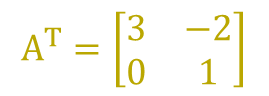 Aᵀ = [3 −2
0 1]